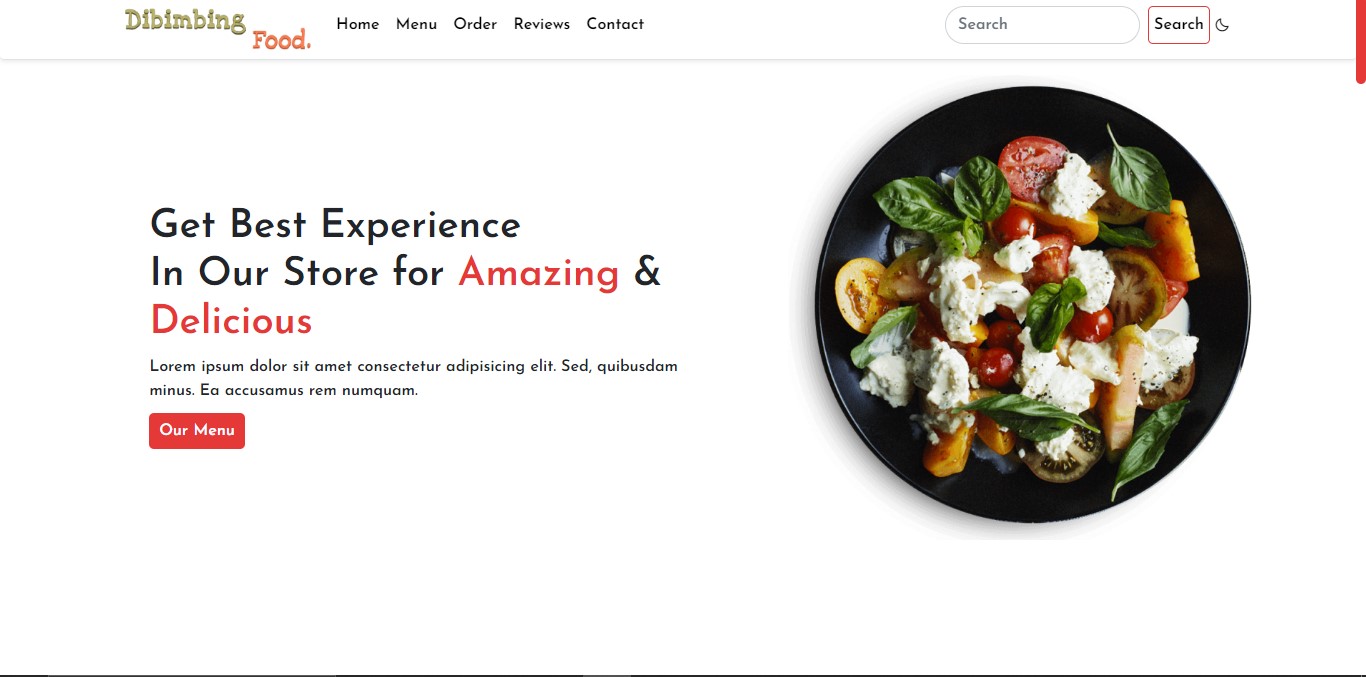 Dibimbing
Food.
Home Menu Order Reviews Contact
Search
Search
Get Best Experience
In Our Store for Amazing &
Delicious
Lorem ipsum dolor sit amet consectetur adipisicing elit. Sed, quibusdam
minus. Ea accusamus rem numquam.
Our Menu